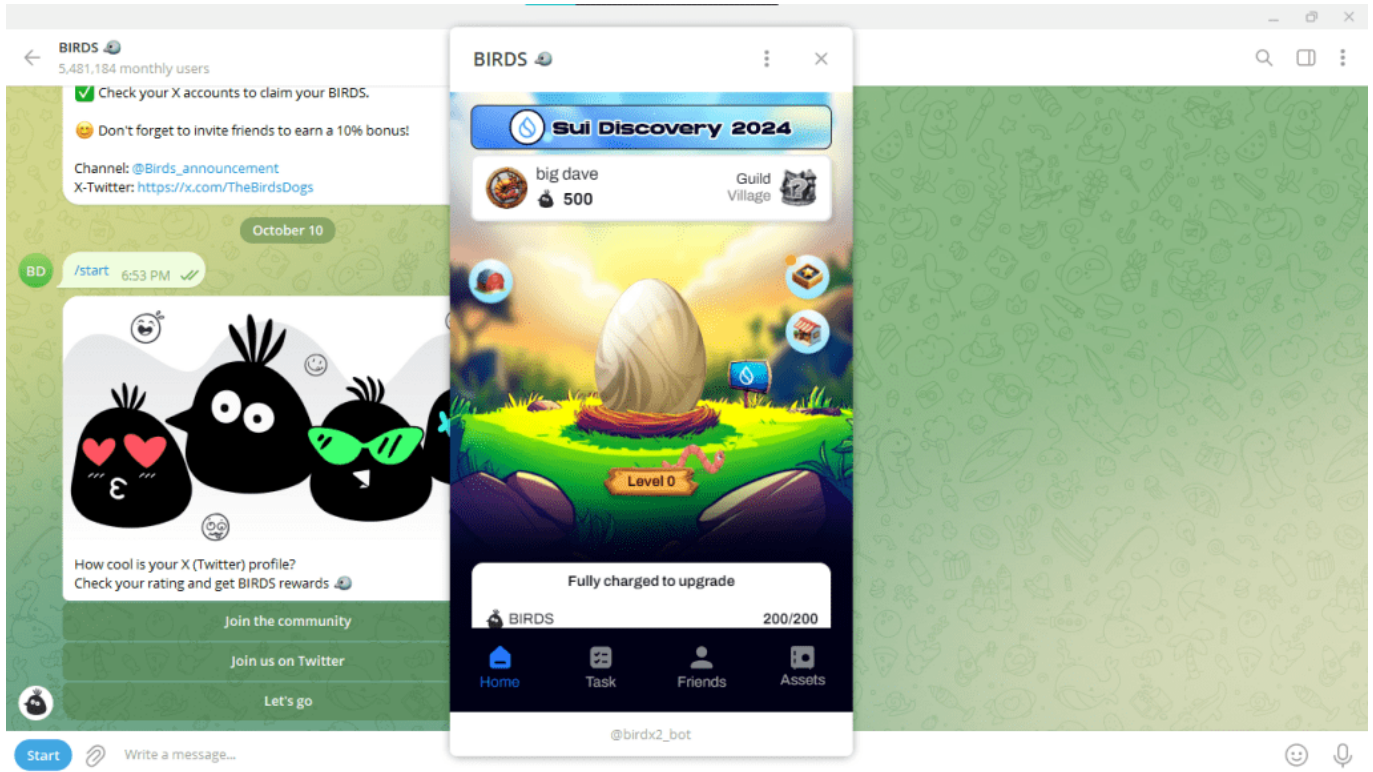 BIRDS
5,481,184 monthly users
Check your X accounts to claim your BIRDS.
Don't forget to invite friends to earn a 10% bonus!
Channel: @Birds_announcement
X-Twitter: https://x.com/TheBirdsDogs
October 10
BD
/start 6:53 PM
How cool is your X (Twitter) profile?
Check your rating and get BIRDS rewards
Join the community
Join us on Twitter
Let's go
Start
Write a message...
BIRDS
Sui Discovery 2024
big dave
500
Guild
Village
Level 0
Fully charged to upgrade
BIRDS 200/200
Home Task Friends Assets
@birdx2_bot